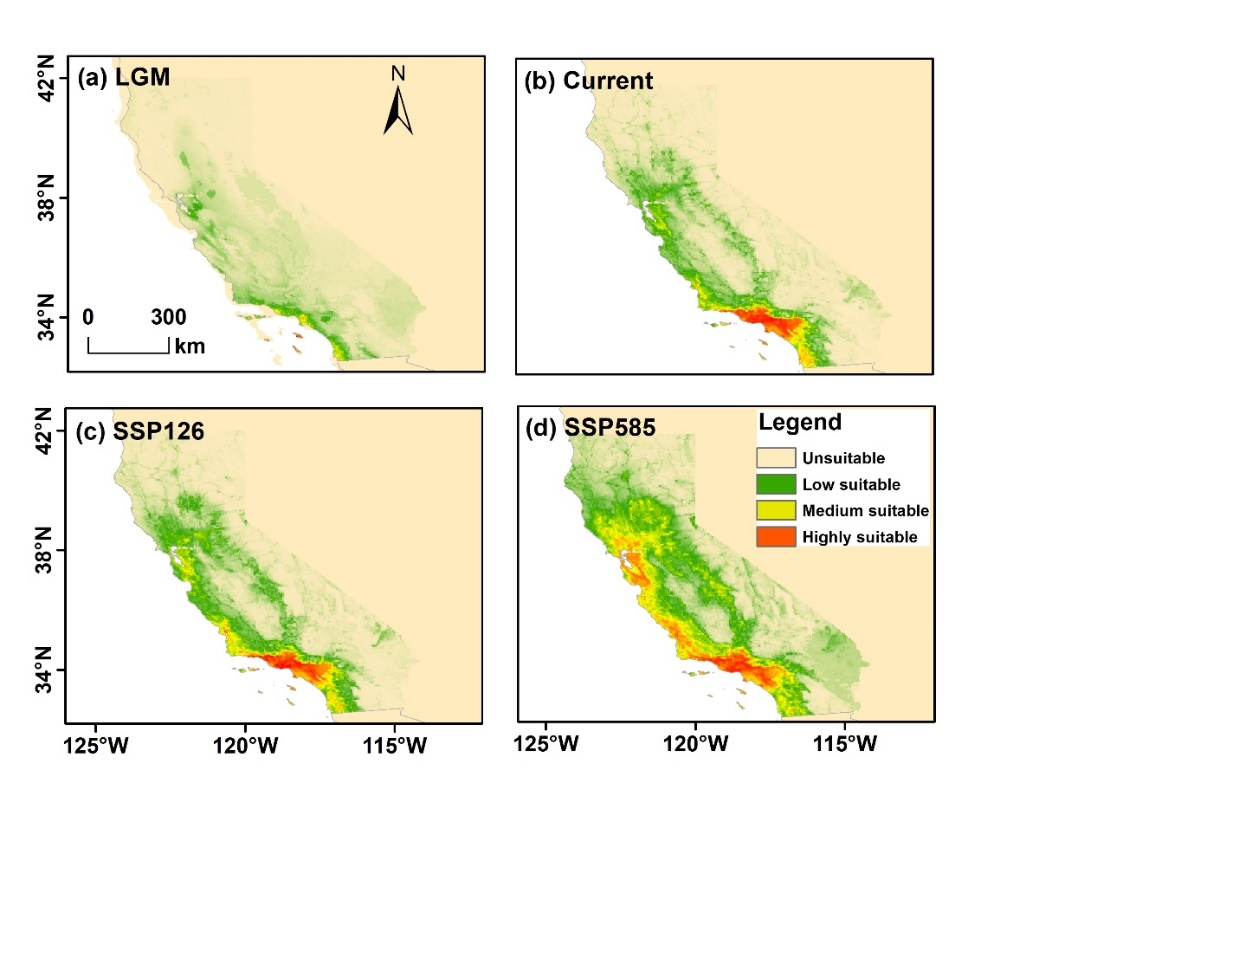 (a) LGM
N
42°N
38°N
34°N
0 300
km
(b) Current
(c) SSP126
42°N
38°N
34°N
125°W 120°W 115°W
(d) SSP585
Legend
Unsuitable
Low suitable
Medium suitable
Highly suitable
125°W 120°W 115°W